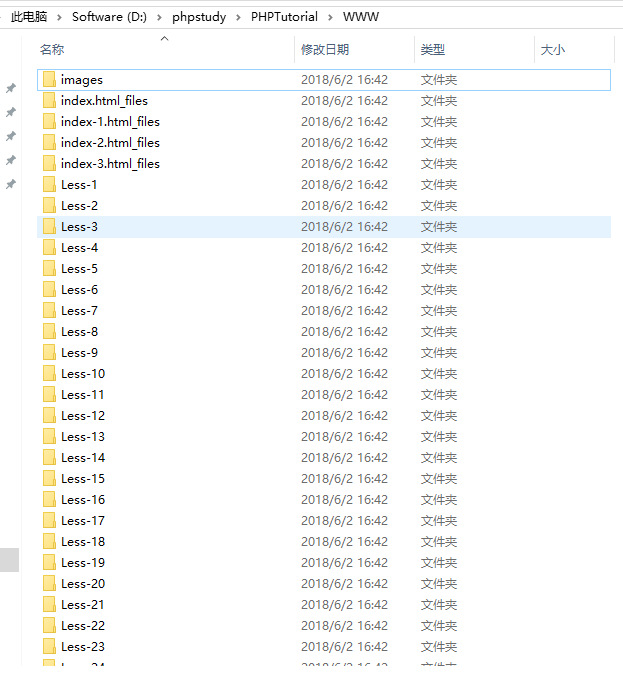 此电脑 > Software (D:) > phpstudy > PHPTutorial > WWW
名称 修改日期 类型 大小
images 2018/6/2 16:42 文件夹
index.html_files 2018/6/2 16:42 文件夹
index-1.html_files 2018/6/2 16:42 文件夹
index-2.html_files 2018/6/2 16:42 文件夹
index-3.html_files 2018/6/2 16:42 文件夹
Less-1 2018/6/2 16:42 文件夹
Less-2 2018/6/2 16:42 文件夹
Less-3 2018/6/2 16:42 文件夹
Less-4 2018/6/2 16:42 文件夹
Less-5 2018/6/2 16:42 文件夹
Less-6 2018/6/2 16:42 文件夹
Less-7 2018/6/2 16:42 文件夹
Less-8 2018/6/2 16:42 文件夹
Less-9 2018/6/2 16:42 文件夹
Less-10 2018/6/2 16:42 文件夹
Less-11 2018/6/2 16:42 文件夹
Less-12 2018/6/2 16:42 文件夹
Less-13 2018/6/2 16:42 文件夹
Less-14 2018/6/2 16:42 文件夹
Less-15 2018/6/2 16:42 文件夹
Less-16 2018/6/2 16:42 文件夹
Less-17 2018/6/2 16:42 文件夹
Less-18 2018/6/2 16:42 文件夹
Less-19 2018/6/2 16:42 文件夹
Less-20 2018/6/2 16:42 文件夹
Less-21 2018/6/2 16:42 文件夹
Less-22 2018/6/2 16:42 文件夹
Less-23 2018/6/2 16:42 文件夹